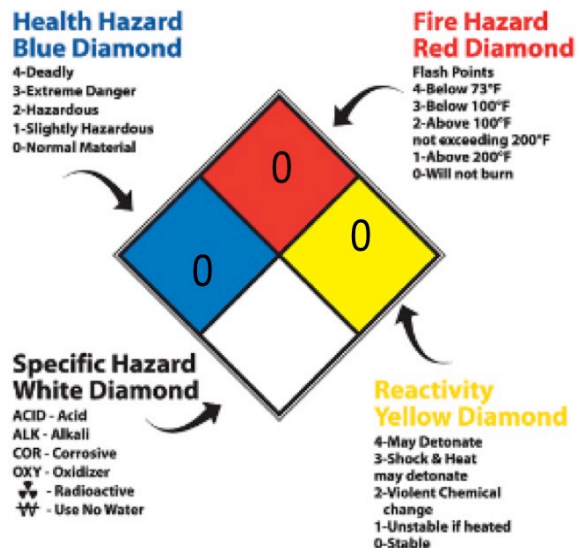 Health Hazard
Blue Diamond
4-Deadly
3-Extreme Danger
2-Hazardous
1-Slightly Hazardous
0-Normal Material
Fire Hazard
Red Diamond
Flash Points
4-Below 73°F
3-Below 100°F
2-Above 100°F
not exceeding 200°F
1-Above 200°F
0-Will not burn
0
0
0
Specific Hazard
White Diamond
ACID - Acid
ALK - Alkali
COR - Corrosive
OXY - Oxidizer
☢ - Radioactive
W - Use No Water
Reactivity
Yellow Diamond
4-May Detonate
3-Shock & Heat
may detonate
2-Violent Chemical
change
1-Unstable if heated
0-Stable